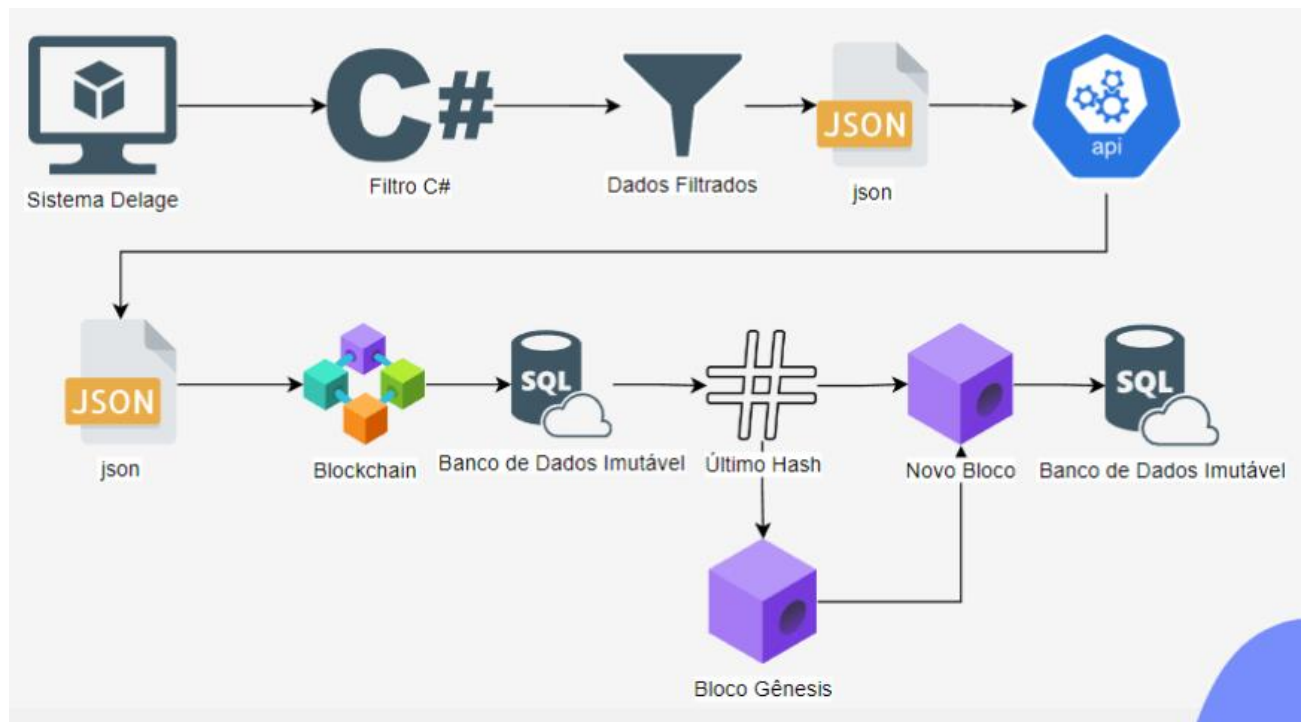 C#
JSON
api
Sistema Delage
Filtro C#
Dados Filtrados
json
JSON
SQL
SQL
json
Blockchain
Banco de Dados Imutável
Último Hash
Novo Bloco
Banco de Dados Imutável
Bloco Gênesis